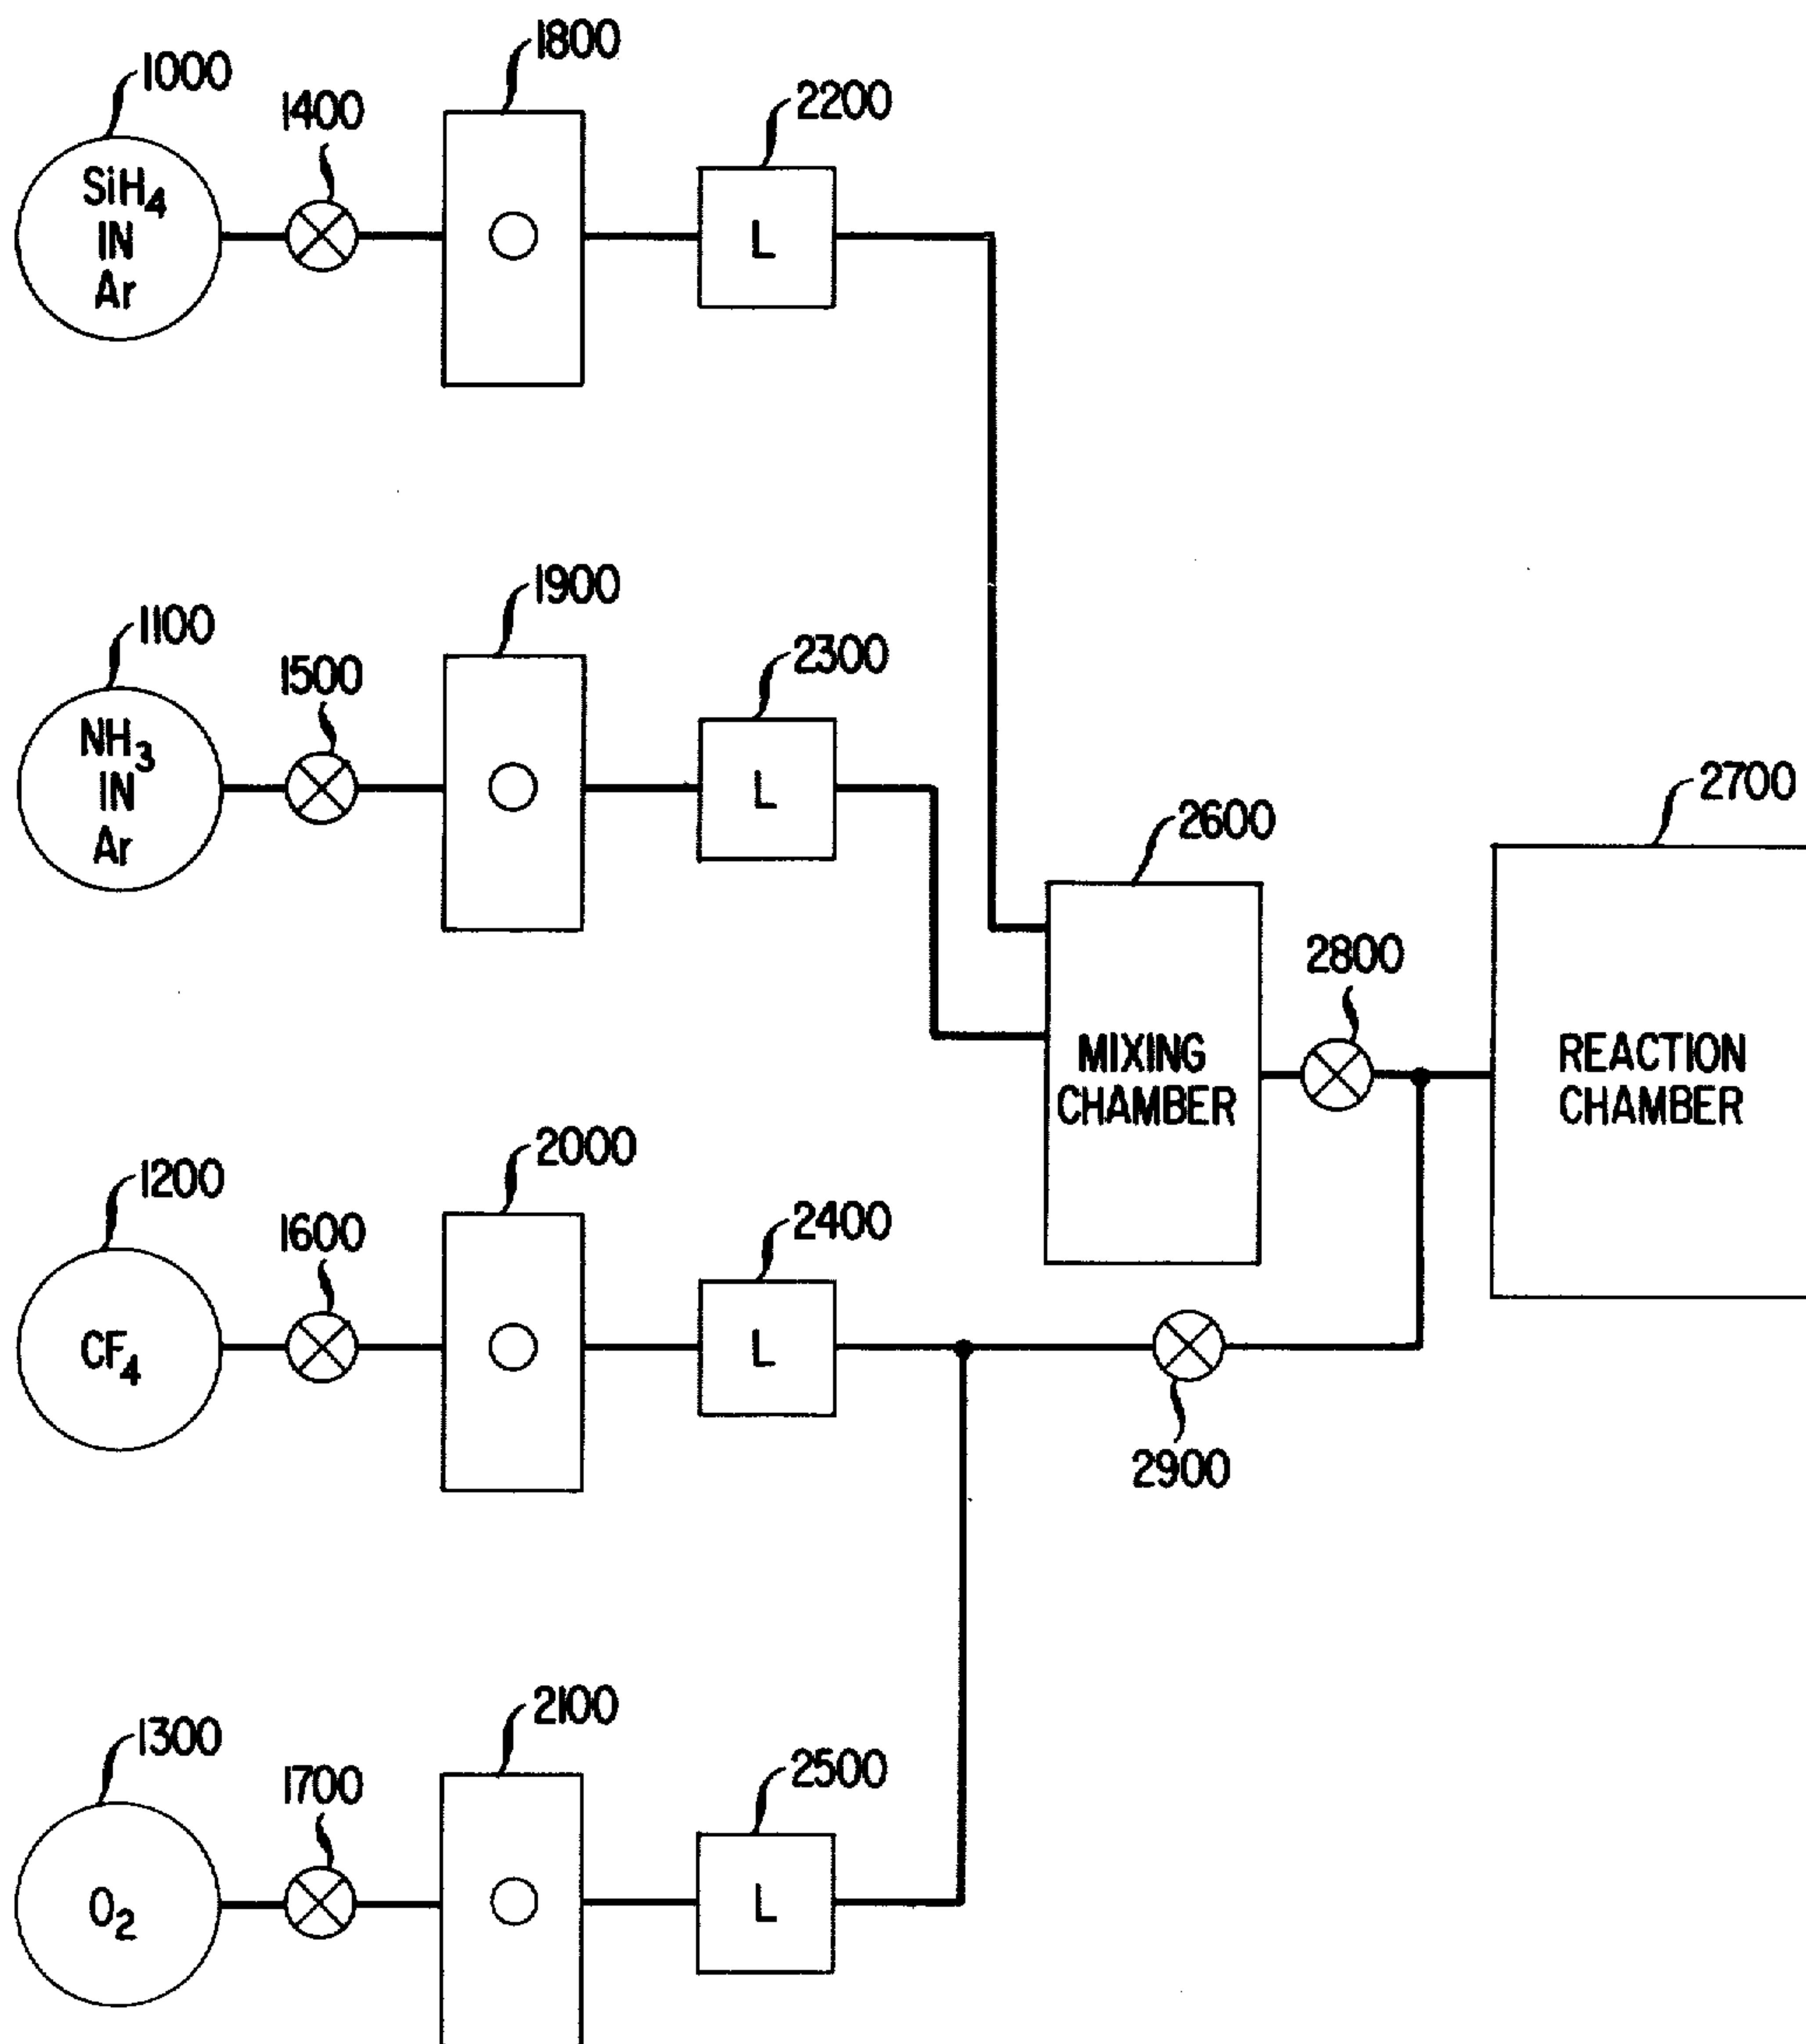 1000
1400
1800
2200
SiH4
IN
Ar
L
1100
1500
1900
2300
NH3
IN
Ar
L
2600
2700
2800
MIXING
CHAMBER
REACTION
CHAMBER
1200
1600
2000
2400
CF4
L
2900
1300
1700
2100
2500
O2
L